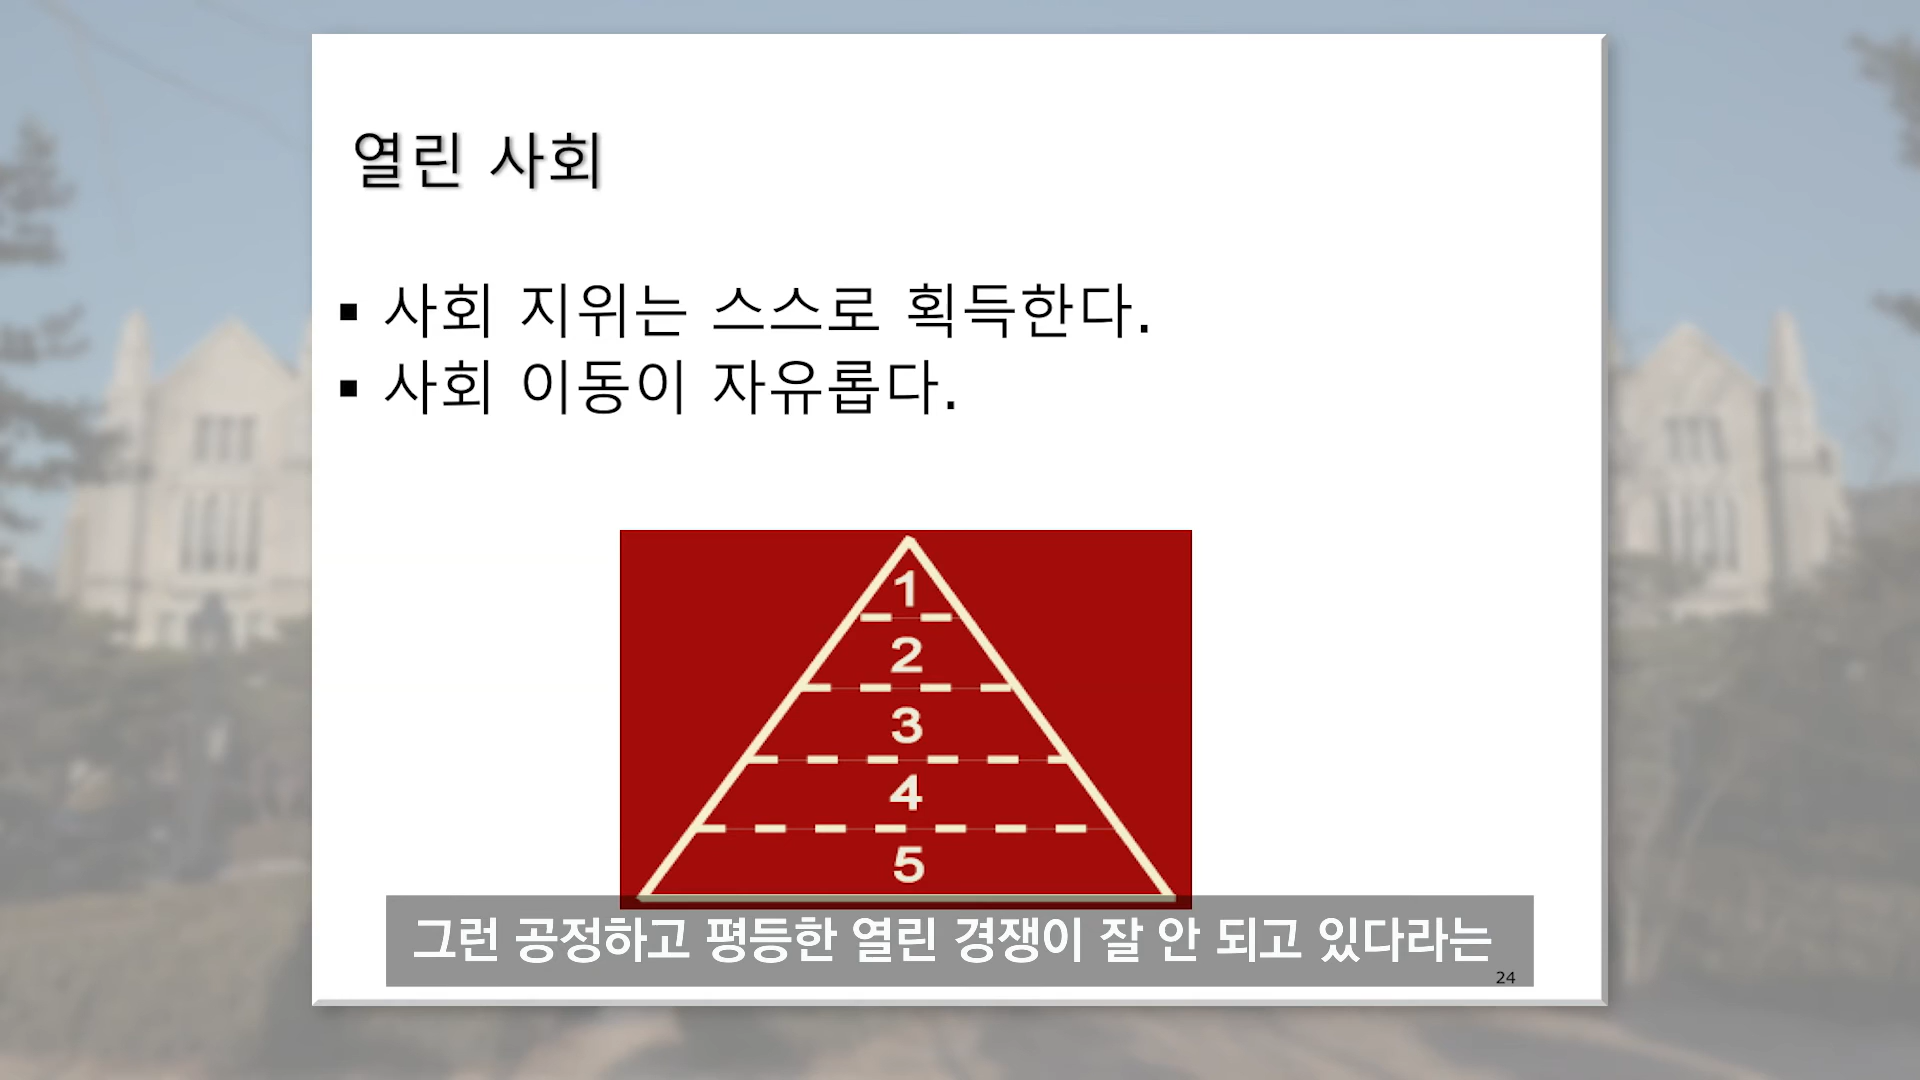 열린 사회
▪ 사회 지위는 스스로 획득한다.
▪ 사회 이동이 자유롭다.
1
2
3
4
5
그런 공정하고 평등한 열린 경쟁이 잘 안 되고 있다라는
24